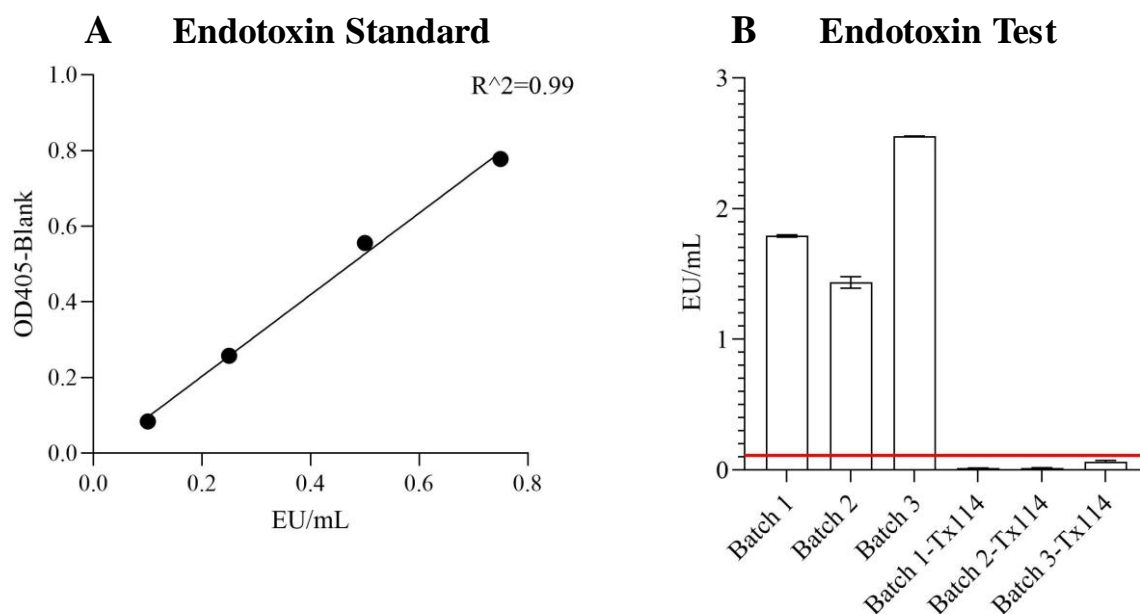 A Endotoxin Standard
R^2=0.99
OD405-Blank
1.0
0.8
0.6
0.4
0.2
0.0
0.0 0.2 0.4 0.6 0.8
EU/mL
B Endotoxin Test
EU/mL
3
2
1
0
Batch 1
Batch 2
Batch 3
Batch 1-Tx114
Batch 2-Tx114
Batch 3-Tx114